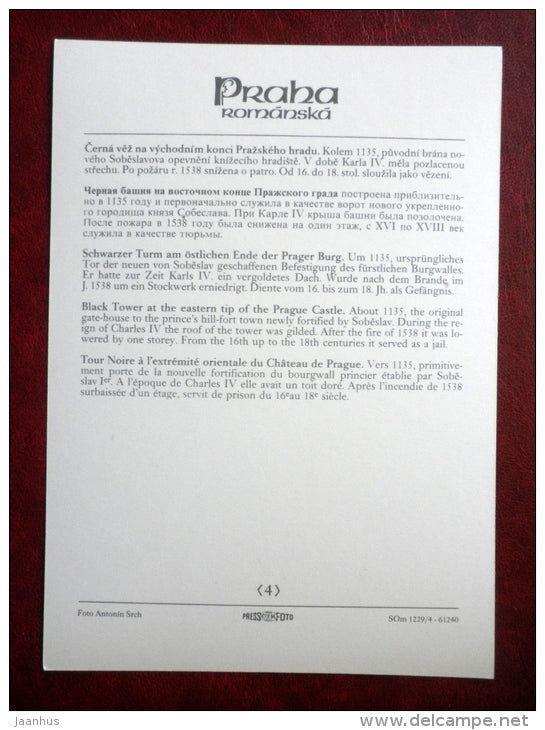 Praha
románská
Černá věž na východním konci Pražského hradu. Kolem 1135, původní brána no-
vého Soběslavova opevnění knížecího hradiště. V době Karla IV. měla pozlacenou
střechu. Po požáru r. 1538 snížena o patro. Od 16. do 18. stol. sloužila jako vězení.
Черная башня на восточном конце Пражского града построена приблизитель-
но в 1135 году и первоначально служила в качестве ворот нового укрепленно-
го городища князя Собеслава. При Карле IV крыша башни была позолочена.
После пожара в 1538 году была снижена на один этаж, с XVI по XVIII век
служила в качестве тюрьмы.
Schwarzer Turm am östlichen Ende der Prager Burg. Um 1135, ursprüngliches
Tor der neuen von Soběslav geschaffenen Befestigung des fürstlichen Burgwalles.
Er hatte zur Zeit Karls IV. ein vergoldetes Dach. Wurde nach dem Brande im
J. 1538 um ein Stockwerk erniedrigt. Diente vom 16. bis zum 18. Jh. als Gefängnis.
Black Tower at the eastern tip of the Prague Castle. About 1135, the original
gate-house to the prince's hill-fort town newly fortified by Soběslav. During the re-
ign of Charles IV the roof of the tower was gilded. After the fire of 1538 it was lo-
wered by one storey. From the 16th up to the 18th centuries it served as a jail.
Tour Noire à l'extrémité orientale du Château de Prague. Vers 1135, primitive-
ment porte de la nouvelle fortification du bourgwall princier établie par Sobě-
slav Ier. A l'époque de Charles IV elle avait un toit doré. Après l'incendie de 1538
surbaissée d'un étage, servit de prison du 16e au 18e siècle.
⟨4⟩
Foto Antonín Srch
PRESSFOTO
SOm 1229/4 - 61240
jaanhus
www.delcampe.net